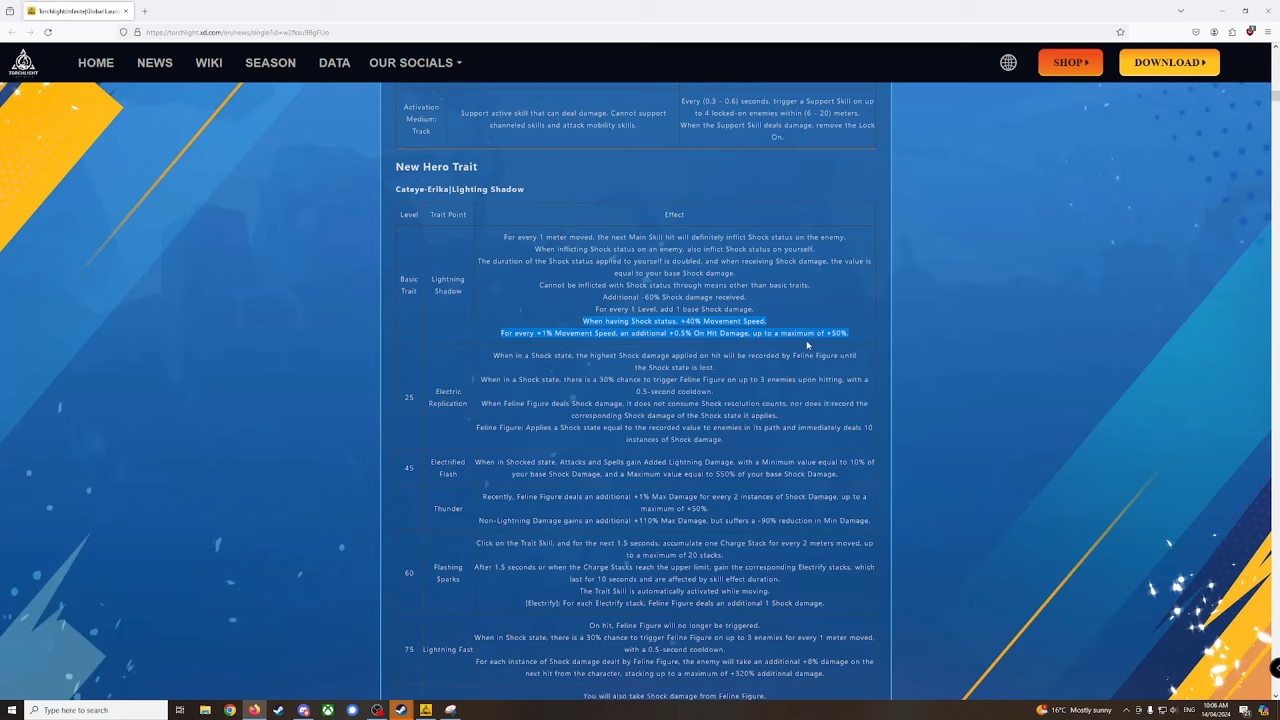 Torchlight:Infinite|Global Laun
https://torchlight.xd.com/en/news/single?id=w2fksu98gFUo
TORCHLIGHT
HOME
NEWS
WIKI
SEASON
DATA
OUR SOCIALS
SHOP
DOWNLOAD
Activation
Medium:
Track
Support active skill that can deal damage. Cannot support
channeled skills and attack mobility skills.
Every (0.3 - 0.6) seconds, trigger a Support Skill on up
to 4 locked-on enemies within (6 - 20) meters.
When the Support Skill deals damage, remove the Lock
On.
New Hero Trait
Cateye-Erika|Lighting Shadow
Level
Trait Point
Effect
Basic
Trait
Lightning
Shadow
For every 1 meter moved, the next Main Skill hit will definitely inflict Shock status on the enemy.
When inflicting Shock status on an enemy, also inflict Shock status on yourself.
The duration of the Shock status applied to yourself is doubled, and when receiving Shock damage, the value is
equal to your base Shock damage.
Cannot be inflicted with Shock status through means other than basic traits.
Additional -60% Shock damage received.
For every 1 Level, add 1 base Shock damage.
When having Shock status, +40% Movement Speed.
For every +1% Movement Speed, an additional +0.5% On Hit Damage, up to a maximum of +50%.
25
Electric
Replication
When in a Shock state, the highest Shock damage applied on hit will be recorded by Feline Figure until
the Shock state is lost.
When in a Shock state, there is a 30% chance to trigger Feline Figure on up to 3 enemies upon hitting, with a
0.5-second cooldown.
When Feline Figure deals Shock damage, it does not consume Shock resolution counts, nor does it record the
corresponding Shock damage of the Shock state it applies.
Feline Figure: Applies a Shock state equal to the recorded value to enemies in its path and immediately deals 10
instances of Shock damage.
45
Electrified
Flash
When in Shocked state, Attacks and Spells gain Added Lightning Damage, with a Minimum value equal to 10% of
your base Shock Damage, and a Maximum value equal to 550% of your base Shock Damage.
Thunder
Recently, Feline Figure deals an additional +1% Max Damage for every 2 instances of Shock Damage, up to a
maximum of +50%.
Non-Lightning Damage gains an additional +110% Max Damage, but suffers a -90% reduction in Min Damage.
60
Flashing
Sparks
Click on the Trait Skill, and for the next 1.5 seconds, accumulate one Charge Stack for every 2 meters moved, up
to a maximum of 20 stacks.
After 1.5 seconds or when the Charge Stacks reach the upper limit, gain the corresponding Electrify stacks, which
last for 10 seconds and are affected by skill effect duration.
The Trait Skill is automatically activated while moving.
[Electrify]: For each Electrify stack, Feline Figure deals an additional 1 Shock damage.
75
Lightning Fast
On hit, Feline Figure will no longer be triggered.
When in Shock state, there is a 30% chance to trigger Feline Figure on up to 3 enemies for every 1 meter moved,
with a 0.5-second cooldown.
For each instance of Shock damage dealt by Feline Figure, the enemy will take an additional +8% damage on the
next hit from the character, stacking up to a maximum of +320% additional damage.
You will also take Shock damage from Feline Figure.
Type here to search
16°C Mostly sunny
10:06 AM
14/04/2024